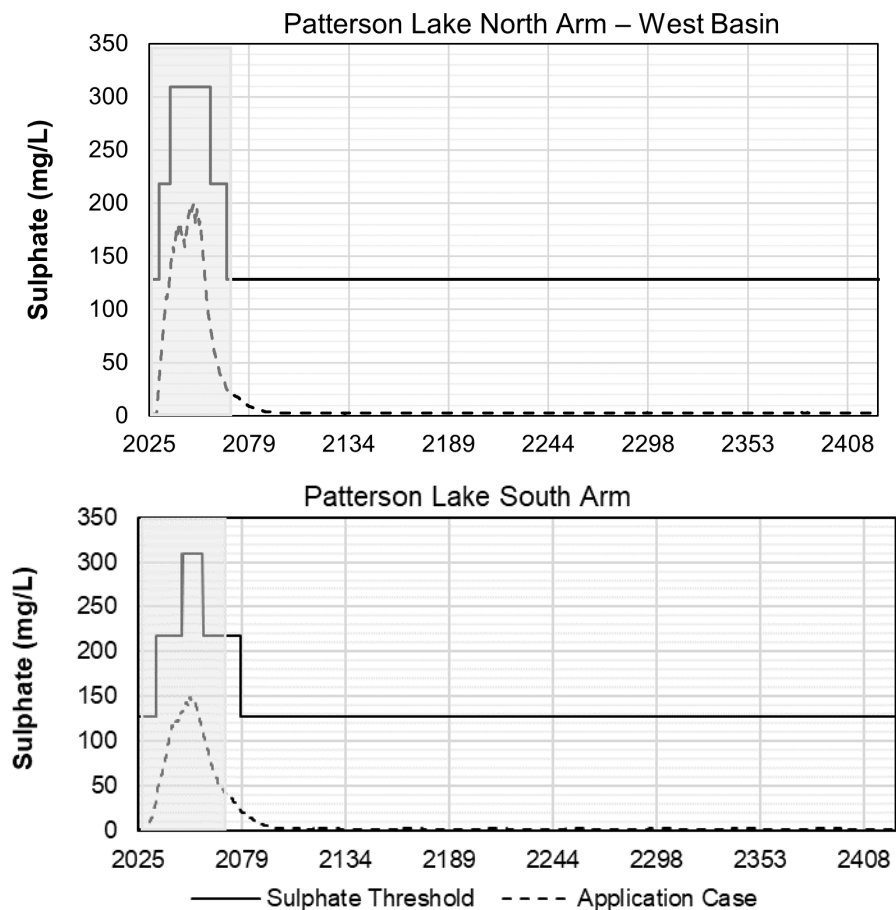 Patterson Lake North Arm – West Basin
Sulphate (mg/L)
350
300
250
200
150
100
50
0
2025 2079 2134 2189 2244 2298 2353 2408
Patterson Lake South Arm
Sulphate (mg/L)
350
300
250
200
150
100
50
0
2025 2079 2134 2189 2244 2298 2353 2408
Sulphate Threshold Application Case